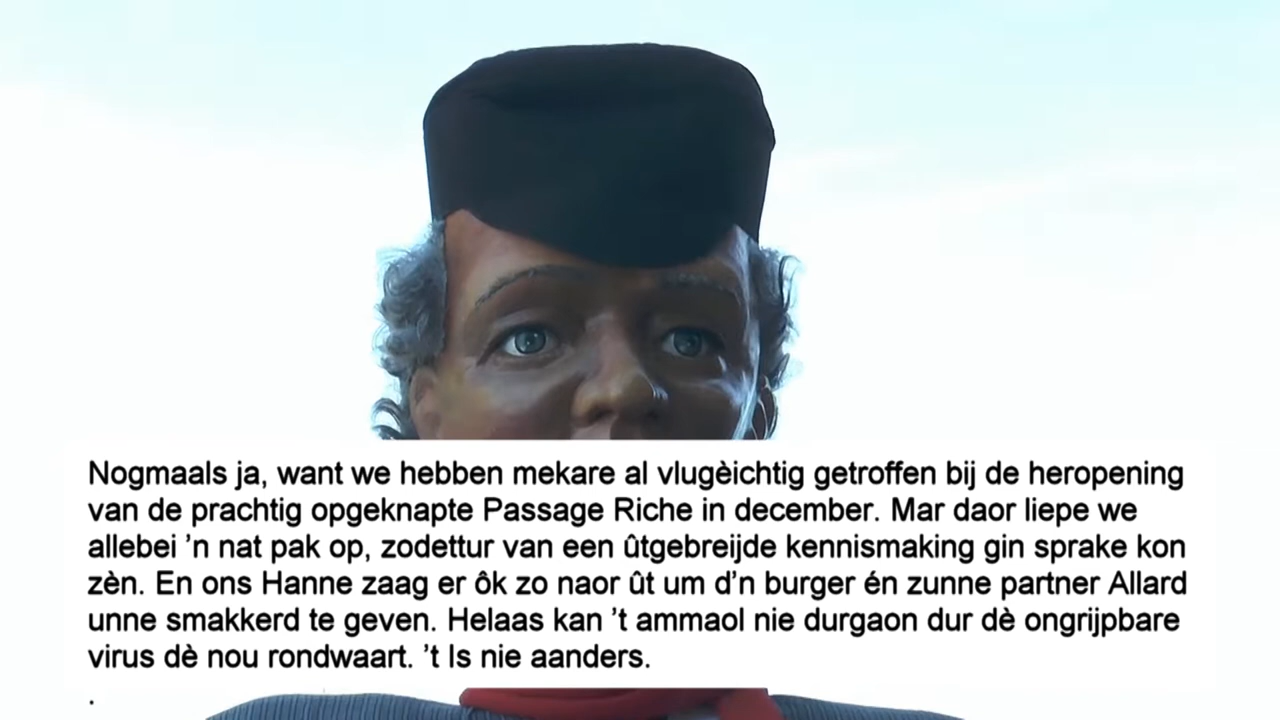 Nogmaals ja, want we hebben mekare al vlugèichtig getroffen bij de heropening
van de prachtig opgeknapte Passage Riche in december. Mar daor liepe we
allebei ’n nat pak op, zodettur van een ûtgebreijde kennismaking gin sprake kon
zèn. En ons Hanne zaag er ôk zo naor ût um d’n burger én zunne partner Allard
unne smakkerd te geven. Helaas kan ’t ammaol nie durgaon dur dè ongrijpbare
virus dè nou rondwaart. ’t Is nie aanders.
.